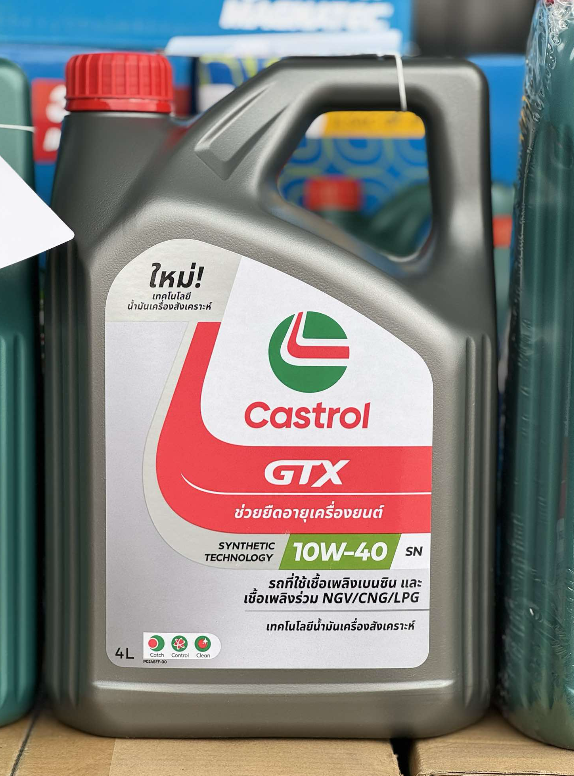 MAGNATEC
ใหม่!
เทคโนโลยี
น้ำมันเครื่องสังเคราะห์
Castrol
GTX
ช่วยยืดอายุเครื่องยนต์
SYNTHETIC
TECHNOLOGY
10W-40 SN
รถที่ใช้เชื้อเพลิงเบนซิน และ
เชื้อเพลิงร่วม NGV/CNG/LPG
เทคโนโลยีน้ำมันเครื่องสังเคราะห์
4L
Catch Control Clean